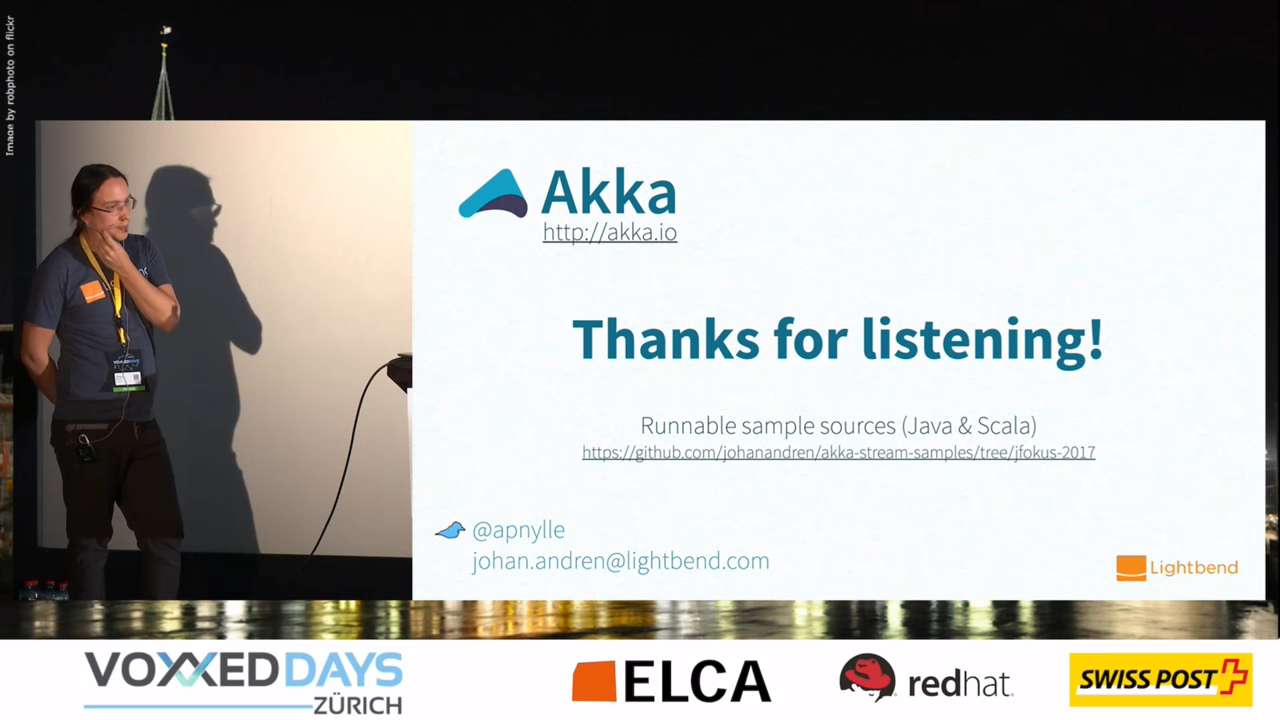 Image by robphoto on flickr
Akka
http://akka.io
Thanks for listening!
Runnable sample sources (Java & Scala)
https://github.com/johanandren/akka-stream-samples/tree/jfokus-2017
@apnylle
johan.andren@lightbend.com
Lightbend
VOXXEDDAYS
VOXXEDDAYS
ZÜRICH
ELCA
redhat.
SWISS POST